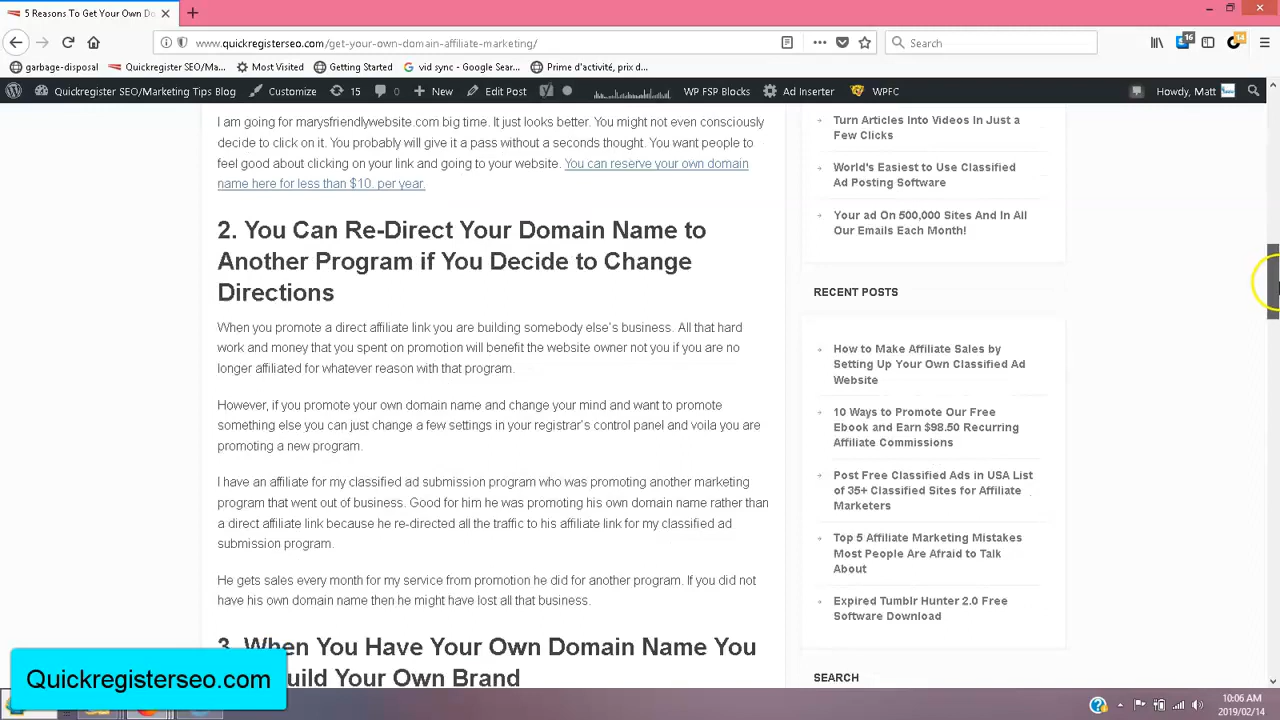 5 Reasons To Get Your Own Do
www.quickregisterseo.com/get-your-own-domain-affiliate-marketing/
Search
16
14
garbage-disposal
Quickregister SEO/Ma...
Most Visited
Getting Started
vid sync - Google Sear...
Prime d'activité, prix d...
Quickregister SEO/Marketing Tips Blog
Customize
15
0
New
Edit Post
WP FSP Blocks
Ad Inserter
WPFC
Howdy, Matt
I am going for marysfriendlywebsite.com big time. It just looks better. You might not even consciously
decide to click on it. You probably will give it a pass without a seconds thought. You want people to
feel good about clicking on your link and going to your website. You can reserve your own domain
name here for less than $10. per year.
2. You Can Re-Direct Your Domain Name to
Another Program if You Decide to Change
Directions
When you promote a direct affiliate link you are building somebody else's business. All that hard
work and money that you spent on promotion will benefit the website owner not you if you are no
longer affiliated for whatever reason with that program.
However, if you promote your own domain name and change your mind and want to promote
something else you can just change a few settings in your registrar's control panel and voila you are
promoting a new program.
I have an affiliate for my classified ad submission program who was promoting another marketing
program that went out of business. Good for him he was promoting his own domain name rather than
a direct affiliate link because he re-directed all the traffic to his affiliate link for my classified ad
submission program.
He gets sales every month for my service from promotion he did for another program. If you did not
have his own domain name then he might have lost all that business.
3. When You Have Your Own Domain Name You
uild Your Own Brand
Turn Articles Into Videos In Just a
Few Clicks
World's Easiest to Use Classified
Ad Posting Software
Your ad On 500,000 Sites And In All
Our Emails Each Month!
RECENT POSTS
How to Make Affiliate Sales by
Setting Up Your Own Classified Ad
Website
10 Ways to Promote Our Free
Ebook and Earn $98.50 Recurring
Affiliate Commissions
Post Free Classified Ads in USA List
of 35+ Classified Sites for Affiliate
Marketers
Top 5 Affiliate Marketing Mistakes
Most People Are Afraid to Talk
About
Expired Tumblr Hunter 2.0 Free
Software Download
SEARCH
Quickregisterseo.com
10:06 AM
2019/02/14